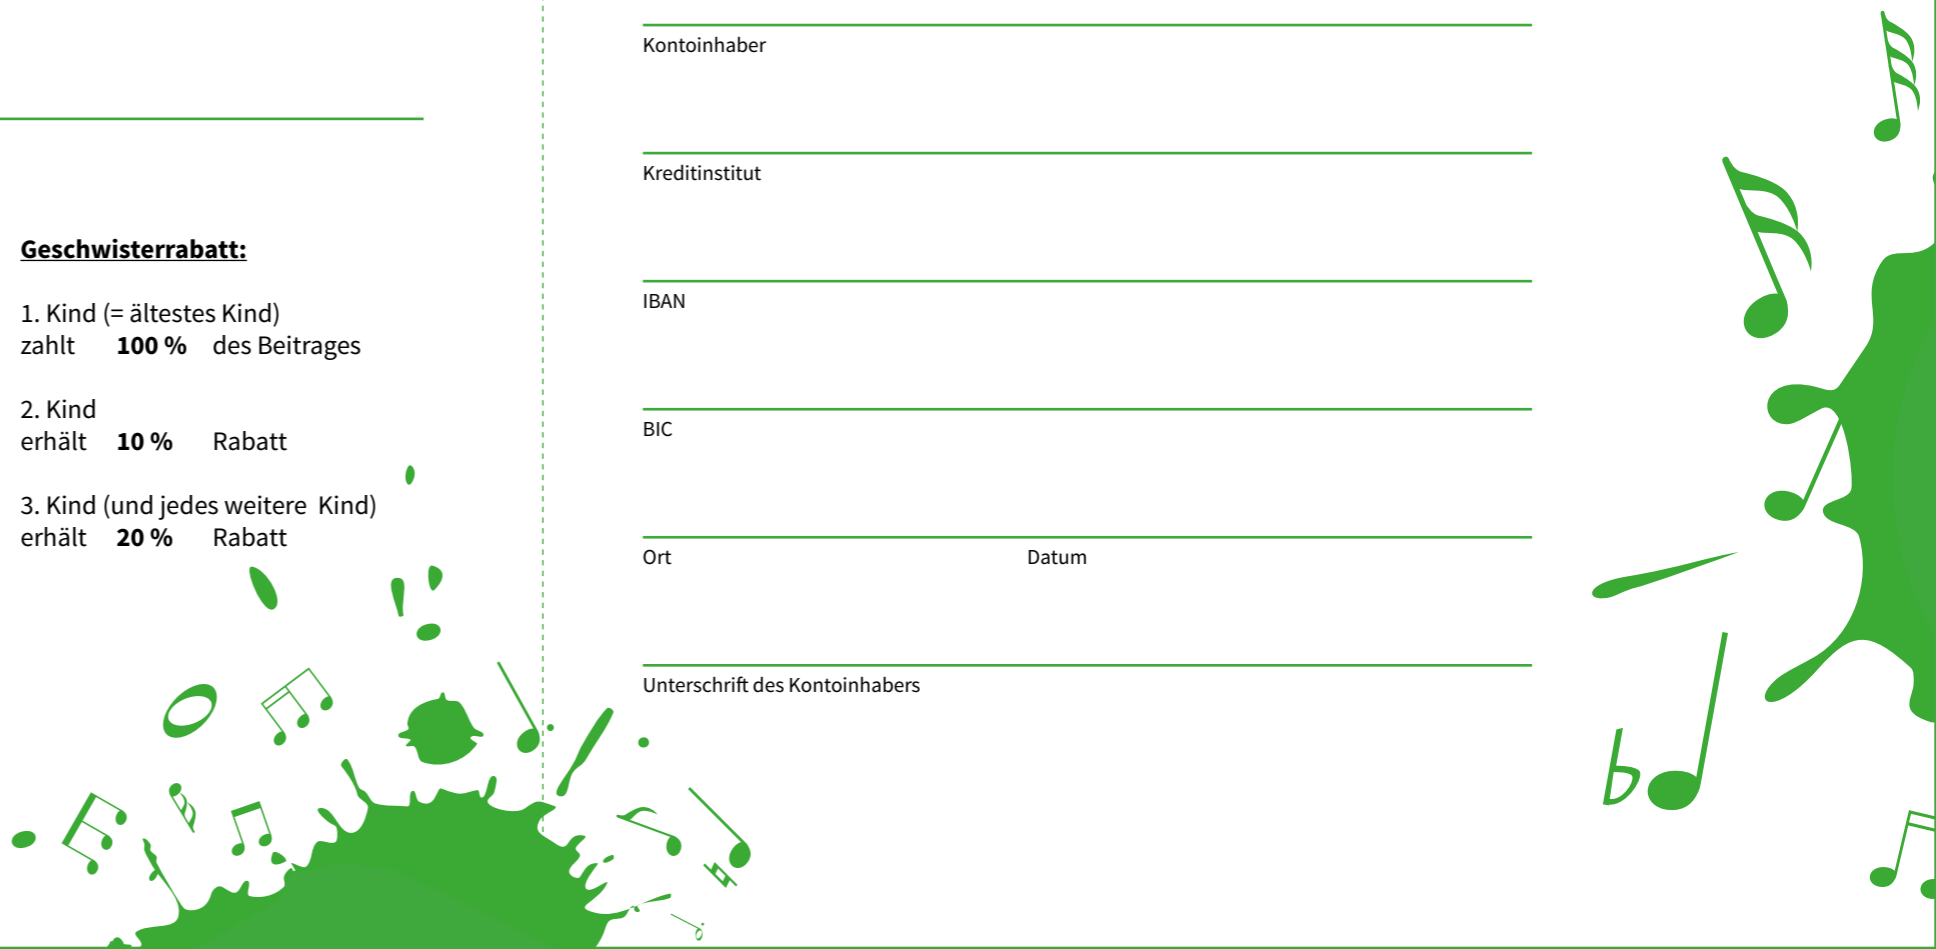 Geschwisterrabatt:
1. Kind (= ältestes Kind)
zahlt 100 % des Beitrages
2. Kind
erhält 10 % Rabatt
3. Kind (und jedes weitere Kind)
erhält 20 % Rabatt
Kontoinhaber
Kreditinstitut
IBAN
BIC
Ort Datum
Unterschrift des Kontoinhabers